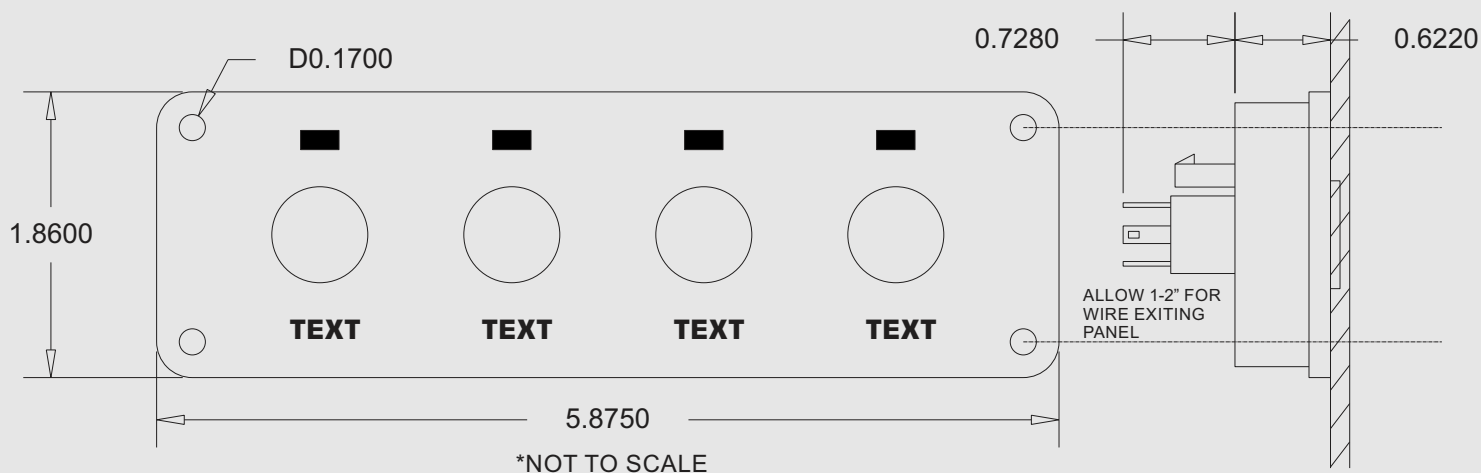 D0.1700
0.7280
0.6220
1.8600
ALLOW 1-2” FOR
WIRE EXITING
PANEL
TEXT TEXT TEXT TEXT
5.8750
*NOT TO SCALE